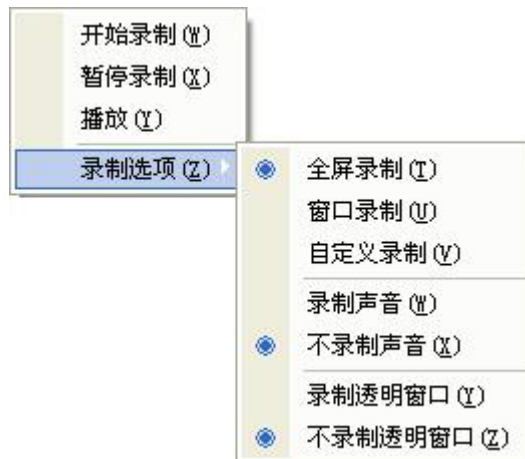 开始录制(W)
暂停录制(X)
播放(Y)
录制选项(Z)
全屏录制(T)
窗口录制(U)
自定义录制(V)
录制声音(W)
不录制声音(X)
录制透明窗口(Y)
不录制透明窗口(Z)